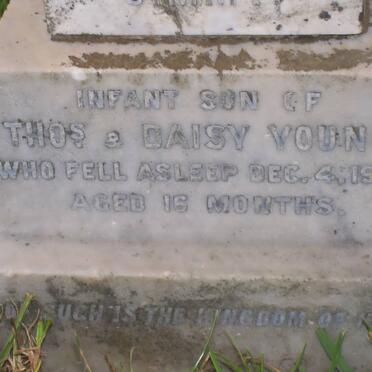 INFANT SON OF
THOS & DAISY YOUN
WHO FELL ASLEEP DEC. 4, 19
AGED 16 MONTHS.
SUCH IS THE KINGDOM OF